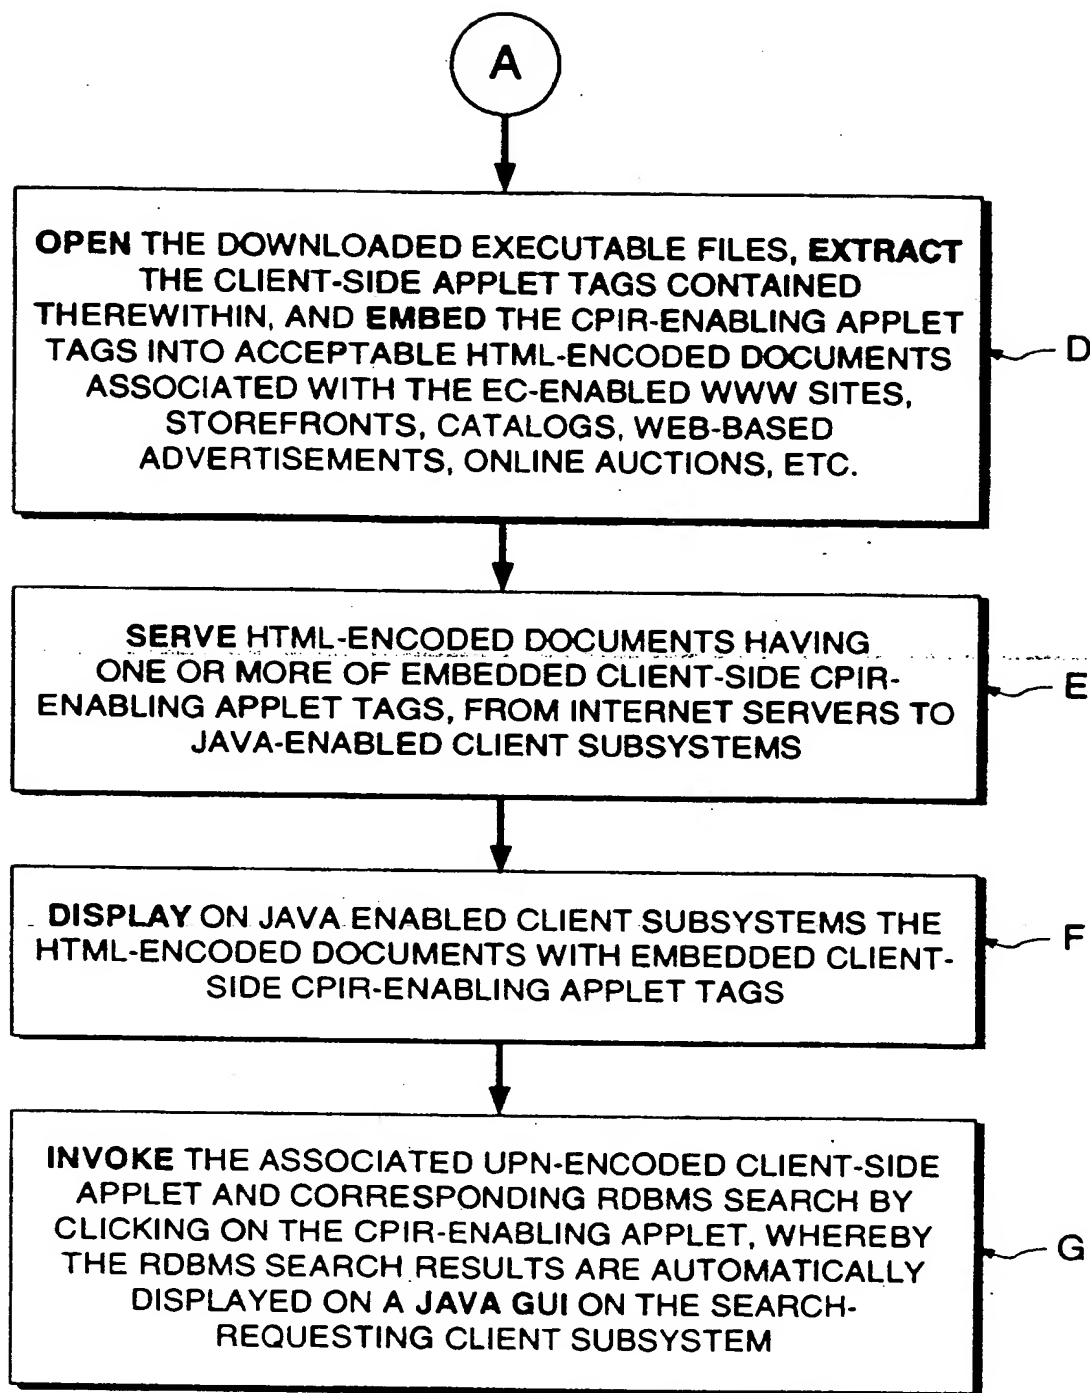 A
OPEN THE DOWNLOADED EXECUTABLE FILES, EXTRACT
THE CLIENT-SIDE APPLET TAGS CONTAINED
THEREWITHIN, AND EMBED THE CPIR-ENABLING APPLET
TAGS INTO ACCEPTABLE HTML-ENCODED DOCUMENTS
ASSOCIATED WITH THE EC-ENABLED WWW SITES,
STOREFRONTS, CATALOGS, WEB-BASED
ADVERTISEMENTS, ONLINE AUCTIONS, ETC.
D
SERVE HTML-ENCODED DOCUMENTS HAVING
ONE OR MORE OF EMBEDDED CLIENT-SIDE CPIR-
ENABLING APPLET TAGS, FROM INTERNET SERVERS TO
JAVA-ENABLED CLIENT SUBSYSTEMS
E
DISPLAY ON JAVA ENABLED CLIENT SUBSYSTEMS THE
HTML-ENCODED DOCUMENTS WITH EMBEDDED CLIENT-
SIDE CPIR-ENABLING APPLET TAGS
F
INVOKE THE ASSOCIATED UPN-ENCODED CLIENT-SIDE
APPLET AND CORRESPONDING RDBMS SEARCH BY
CLICKING ON THE CPIR-ENABLING APPLET, WHEREBY
THE RDBMS SEARCH RESULTS ARE AUTOMATICALLY
DISPLAYED ON A JAVA GUI ON THE SEARCH-
REQUESTING CLIENT SUBSYSTEM
G